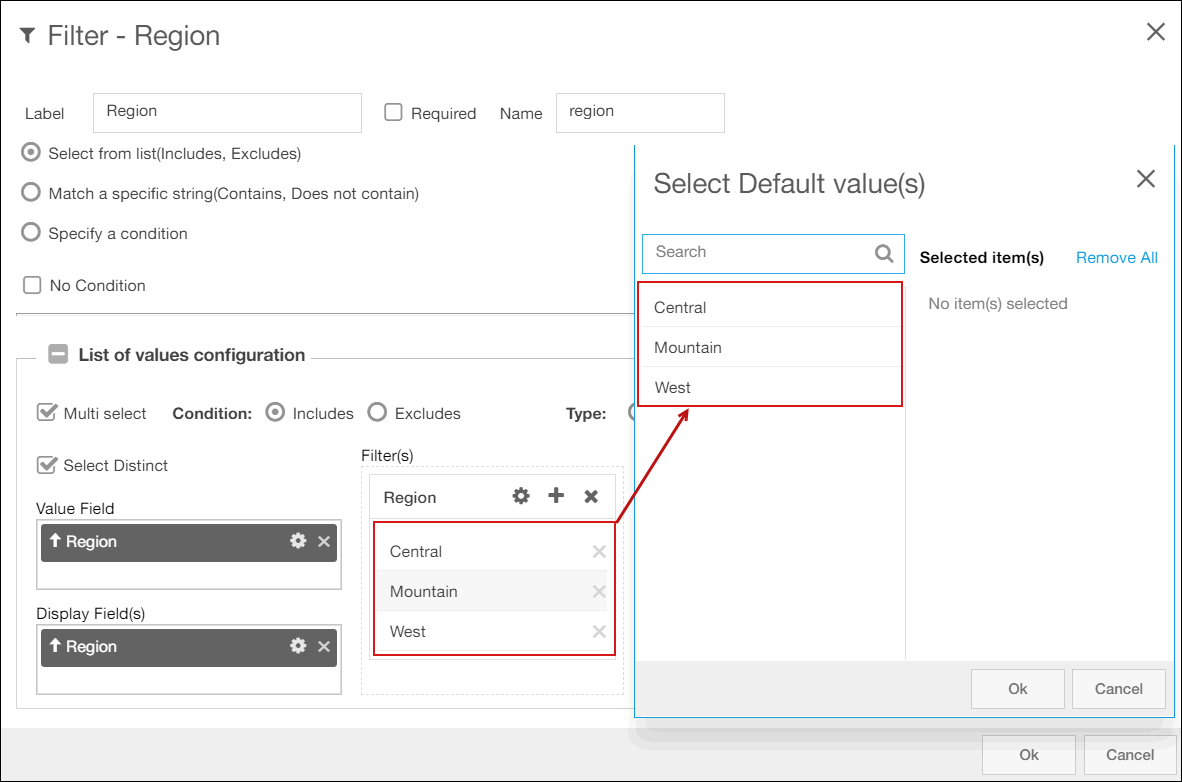 Filter - Region
Label
Region
Required
Name
region
Select from list(Includes, Excludes)
Match a specific string(Contains, Does not contain)
Specify a condition
No Condition
List of values configuration
Multi select
Condition:
Includes
Excludes
Type:
Select Distinct
Value Field
Region
Display Field(s)
Region
Filter(s)
Region
Central
Mountain
West
Select Default value(s)
Search
Central
Mountain
West
Selected item(s)
Remove All
No item(s) selected
Ok
Cancel
Ok
Cancel